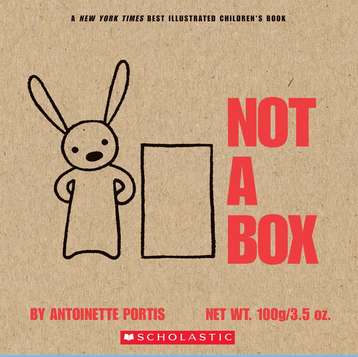 A NEW YORK TIMES BEST ILLUSTRATED CHILDREN'S BOOK
NOT
A
BOX
BY ANTOINETTE PORTIS
NET WT. 100g/3.5 oz.
SCHOLASTIC